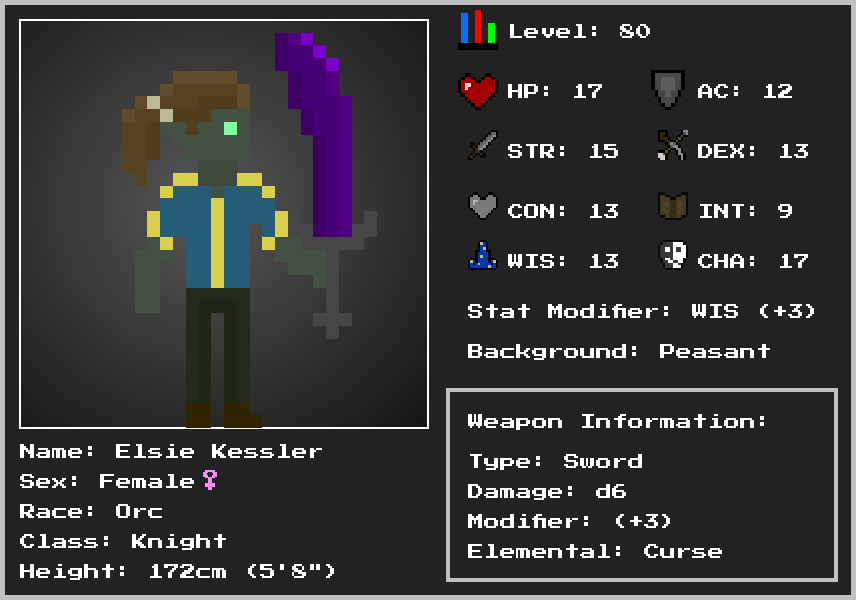 Level: 80
HP: 17
AC: 12
STR: 15
DEX: 13
CON: 13
INT: 9
WIS: 13
CHA: 17
Stat Modifier: WIS (+3)
Background: Peasant
Weapon Information:
Type: Sword
Damage: d6
Modifier: (+3)
Elemental: Curse
Name: Elsie Kessler
Sex: Female♀
Race: Orc
Class: Knight
Height: 172cm (5'8")